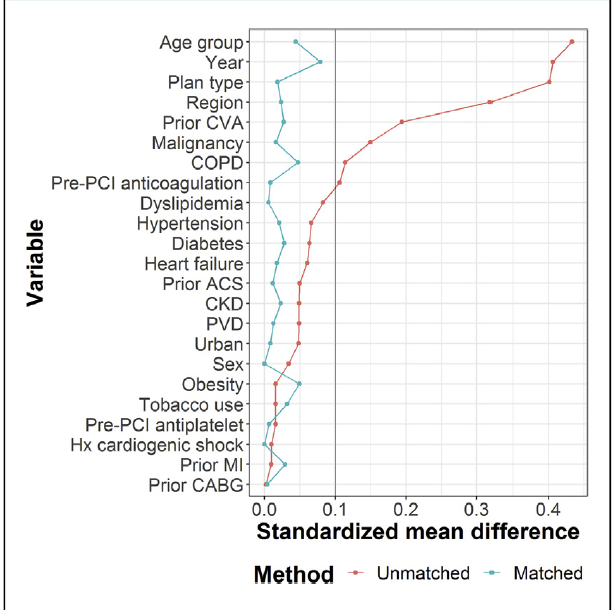 Age group
Year
Plan type
Region
Prior CVA
Malignancy
COPD
Pre-PCI anticoagulation
Dyslipidemia
Hypertension
Diabetes
Heart failure
Prior ACS
CKD
PVD
Urban
Sex
Obesity
Tobacco use
Pre-PCI antiplatelet
Hx cardiogenic shock
Prior MI
Prior CABG
Variable
0.0 0.1 0.2 0.3 0.4
Standardized mean difference
Method Unmatched Matched